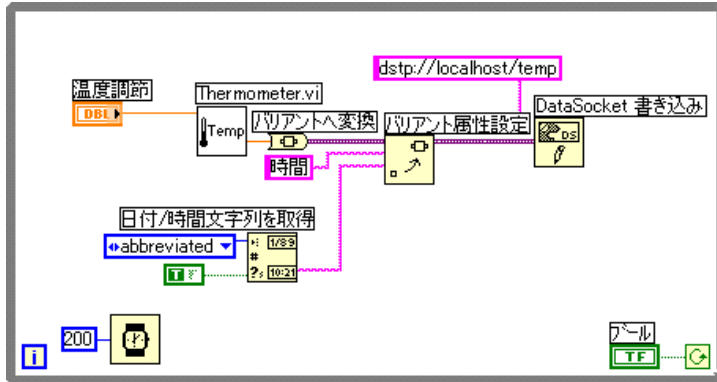 dstp://localhost/temp
温度調節
DBL
Thermometer.vi
Temp
バリアントへ変換
バリアント属性設定
DataSocket 書き込み
DS
時間
日付/時間文字列を取得
abbreviated
1/89
#
?s 10:21
T F
200
i
ブール
TF